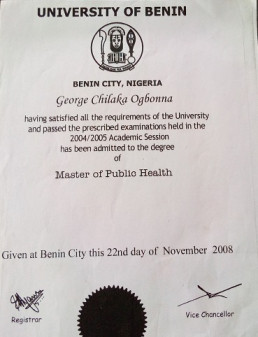 UNIVERSITY OF BENIN
BENIN CITY, NIGERIA
George Chilaka Ogbonna
having satisfied all the requirements of the University
and passed the prescribed examinations held in the
2004/2005 Academic Session
has been admitted to the degree
of
Master of Public Health
Given at Benin City this 22nd day of November 2008
Registrar
Vice Chancellor